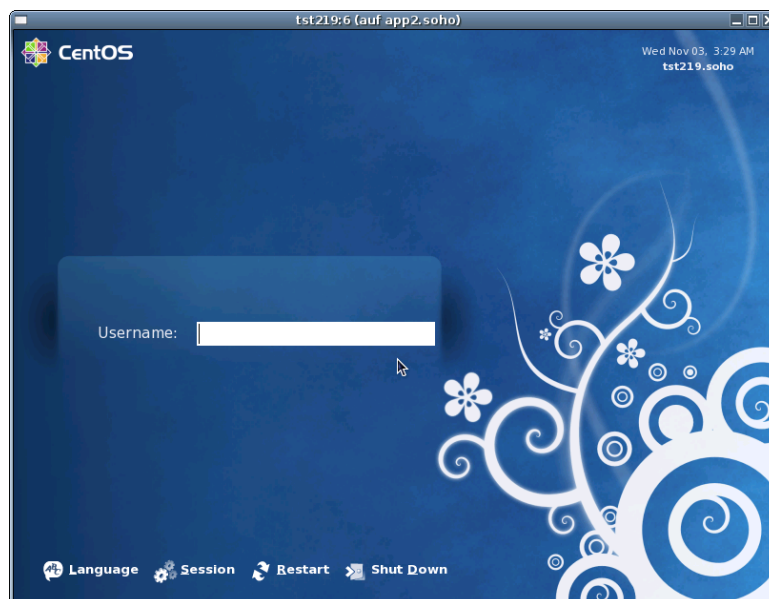 tst219:6 (auf app2.soho)
CentOS
Wed Nov 03, 3:29 AM
tst219.soho
Username:
Language Session Restart Shut Down